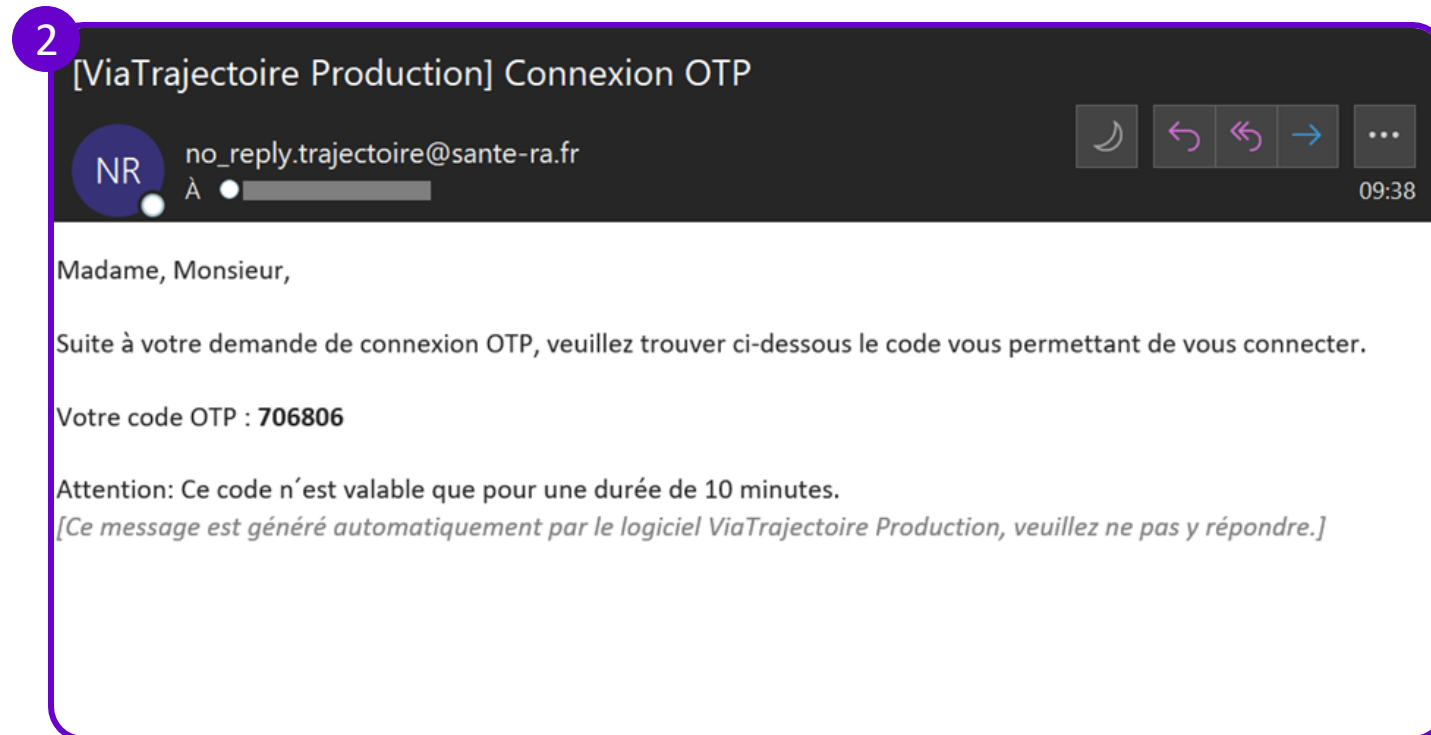 2
[ViaTrajectoire Production] Connexion OTP
NR
no_reply.trajectoire@sante-ra.fr
À
09:38
Madame, Monsieur,
Suite à votre demande de connexion OTP, veuillez trouver ci-dessous le code vous permettant de vous connecter.
Votre code OTP : 706806
Attention: Ce code n´est valable que pour une durée de 10 minutes.
[Ce message est généré automatiquement par le logiciel ViaTrajectoire Production, veuillez ne pas y répondre.]